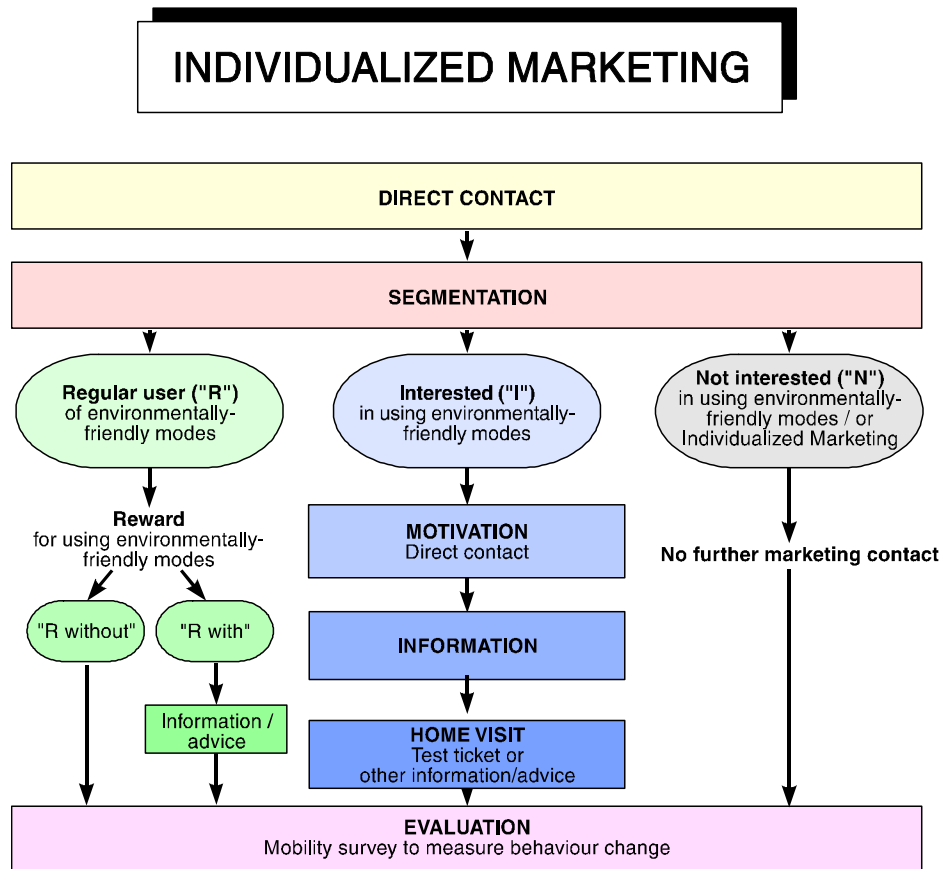 INDIVIDUALIZED MARKETING
DIRECT CONTACT
SEGMENTATION
Regular user ("R")
of environmentally-
friendly modes
Interested ("I")
in using environmentally-
friendly modes
Not interested ("N")
in using environmentally-
friendly modes / or
Individualized Marketing
Reward
for using environmentally-
friendly modes
MOTIVATION
Direct contact
No further marketing contact
"R without"
"R with"
INFORMATION
Information /
advice
HOME VISIT
Test ticket or
other information/advice
EVALUATION
Mobility survey to measure behaviour change